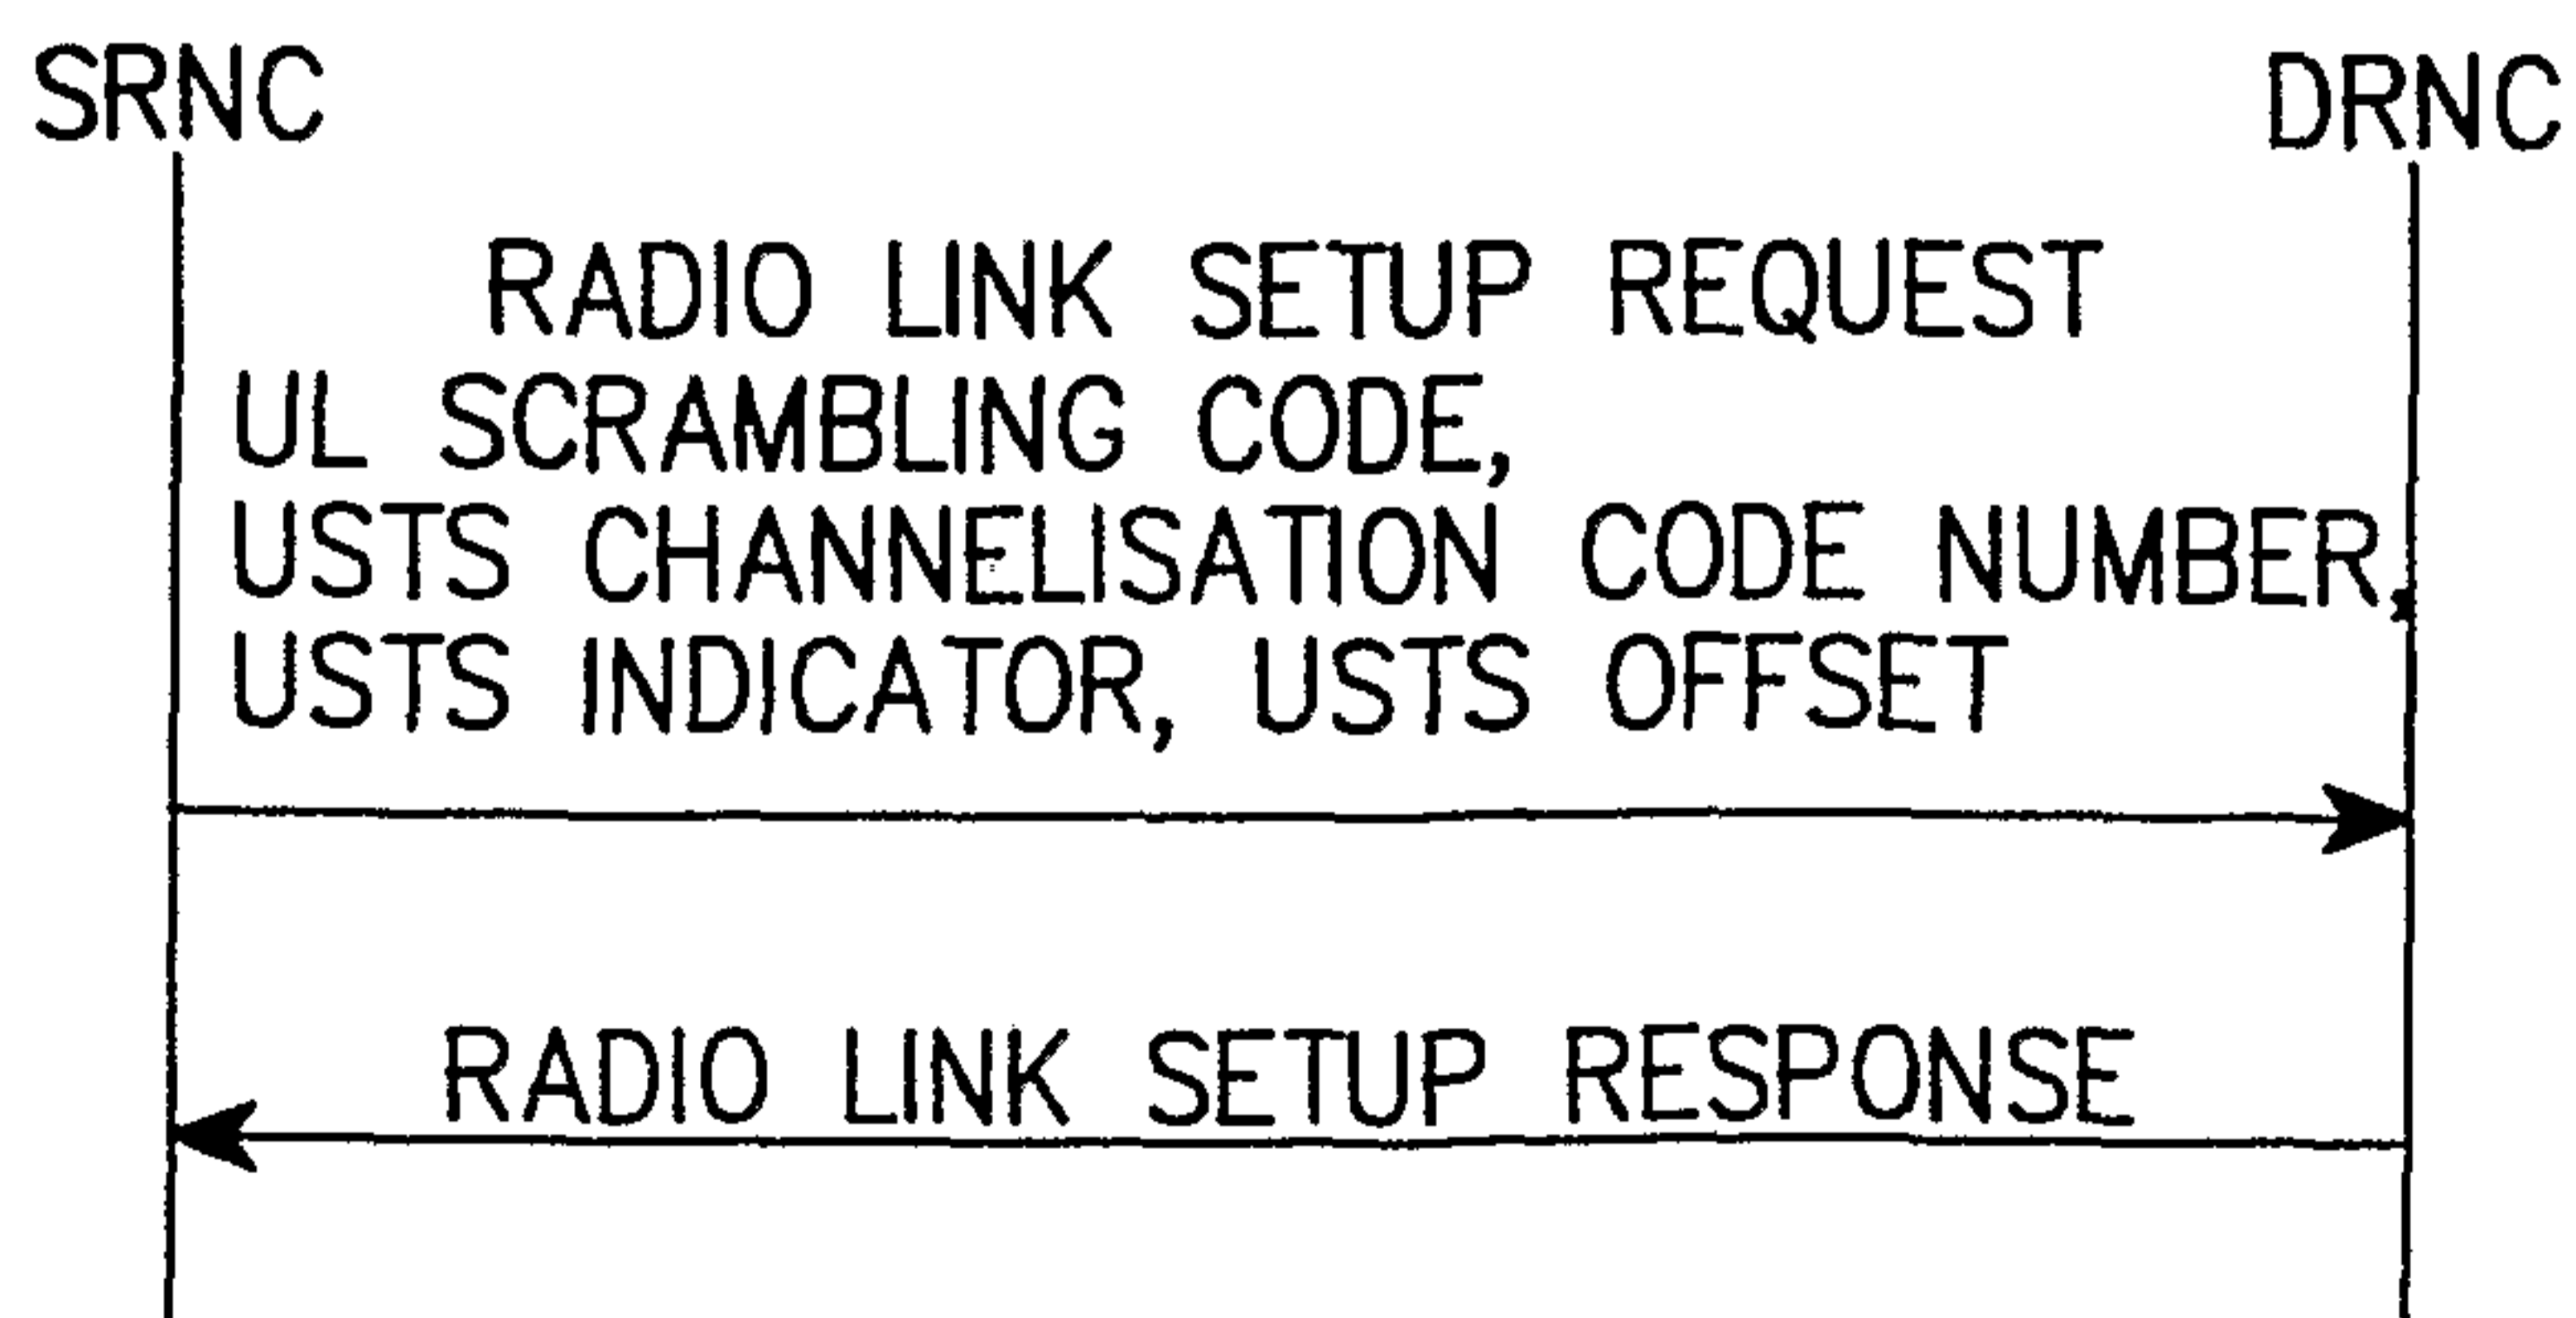 SRNC DRNC
RADIO LINK SETUP REQUEST
UL SCRAMBLING CODE,
USTS CHANNELISATION CODE NUMBER,
USTS INDICATOR, USTS OFFSET
RADIO LINK SETUP RESPONSE